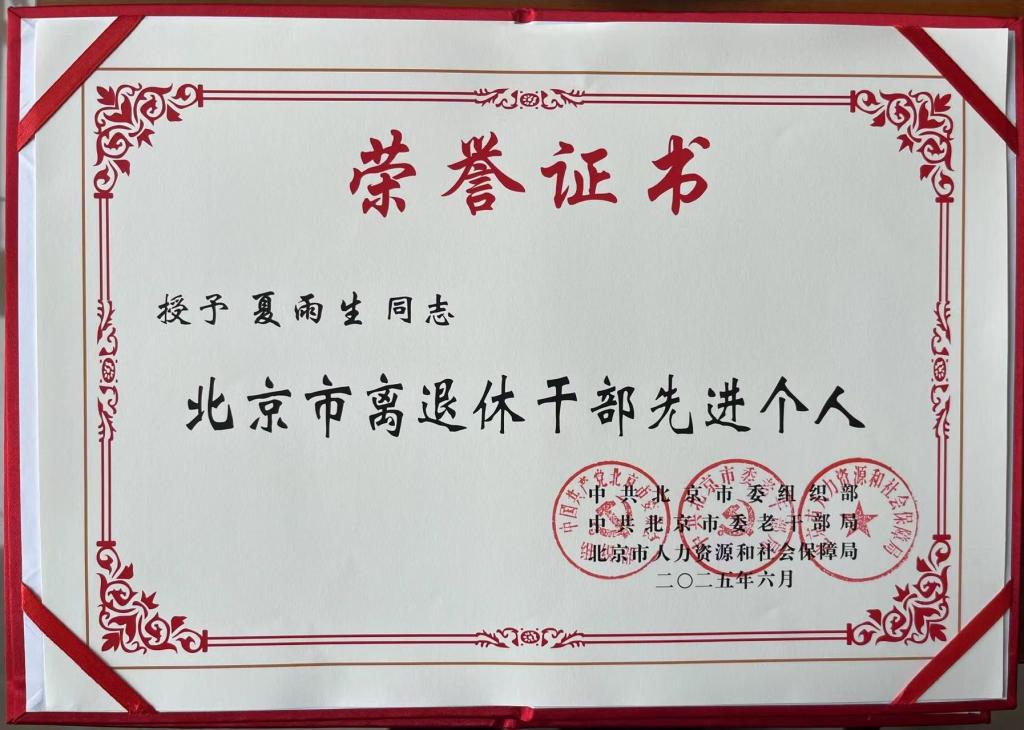 荣誉证书
授予 夏雨生 同志
北京市离退休干部先进个人
中共北京市委组织部
中共北京市委老干部局
北京市人力资源和社会保障局
二〇二五年六月